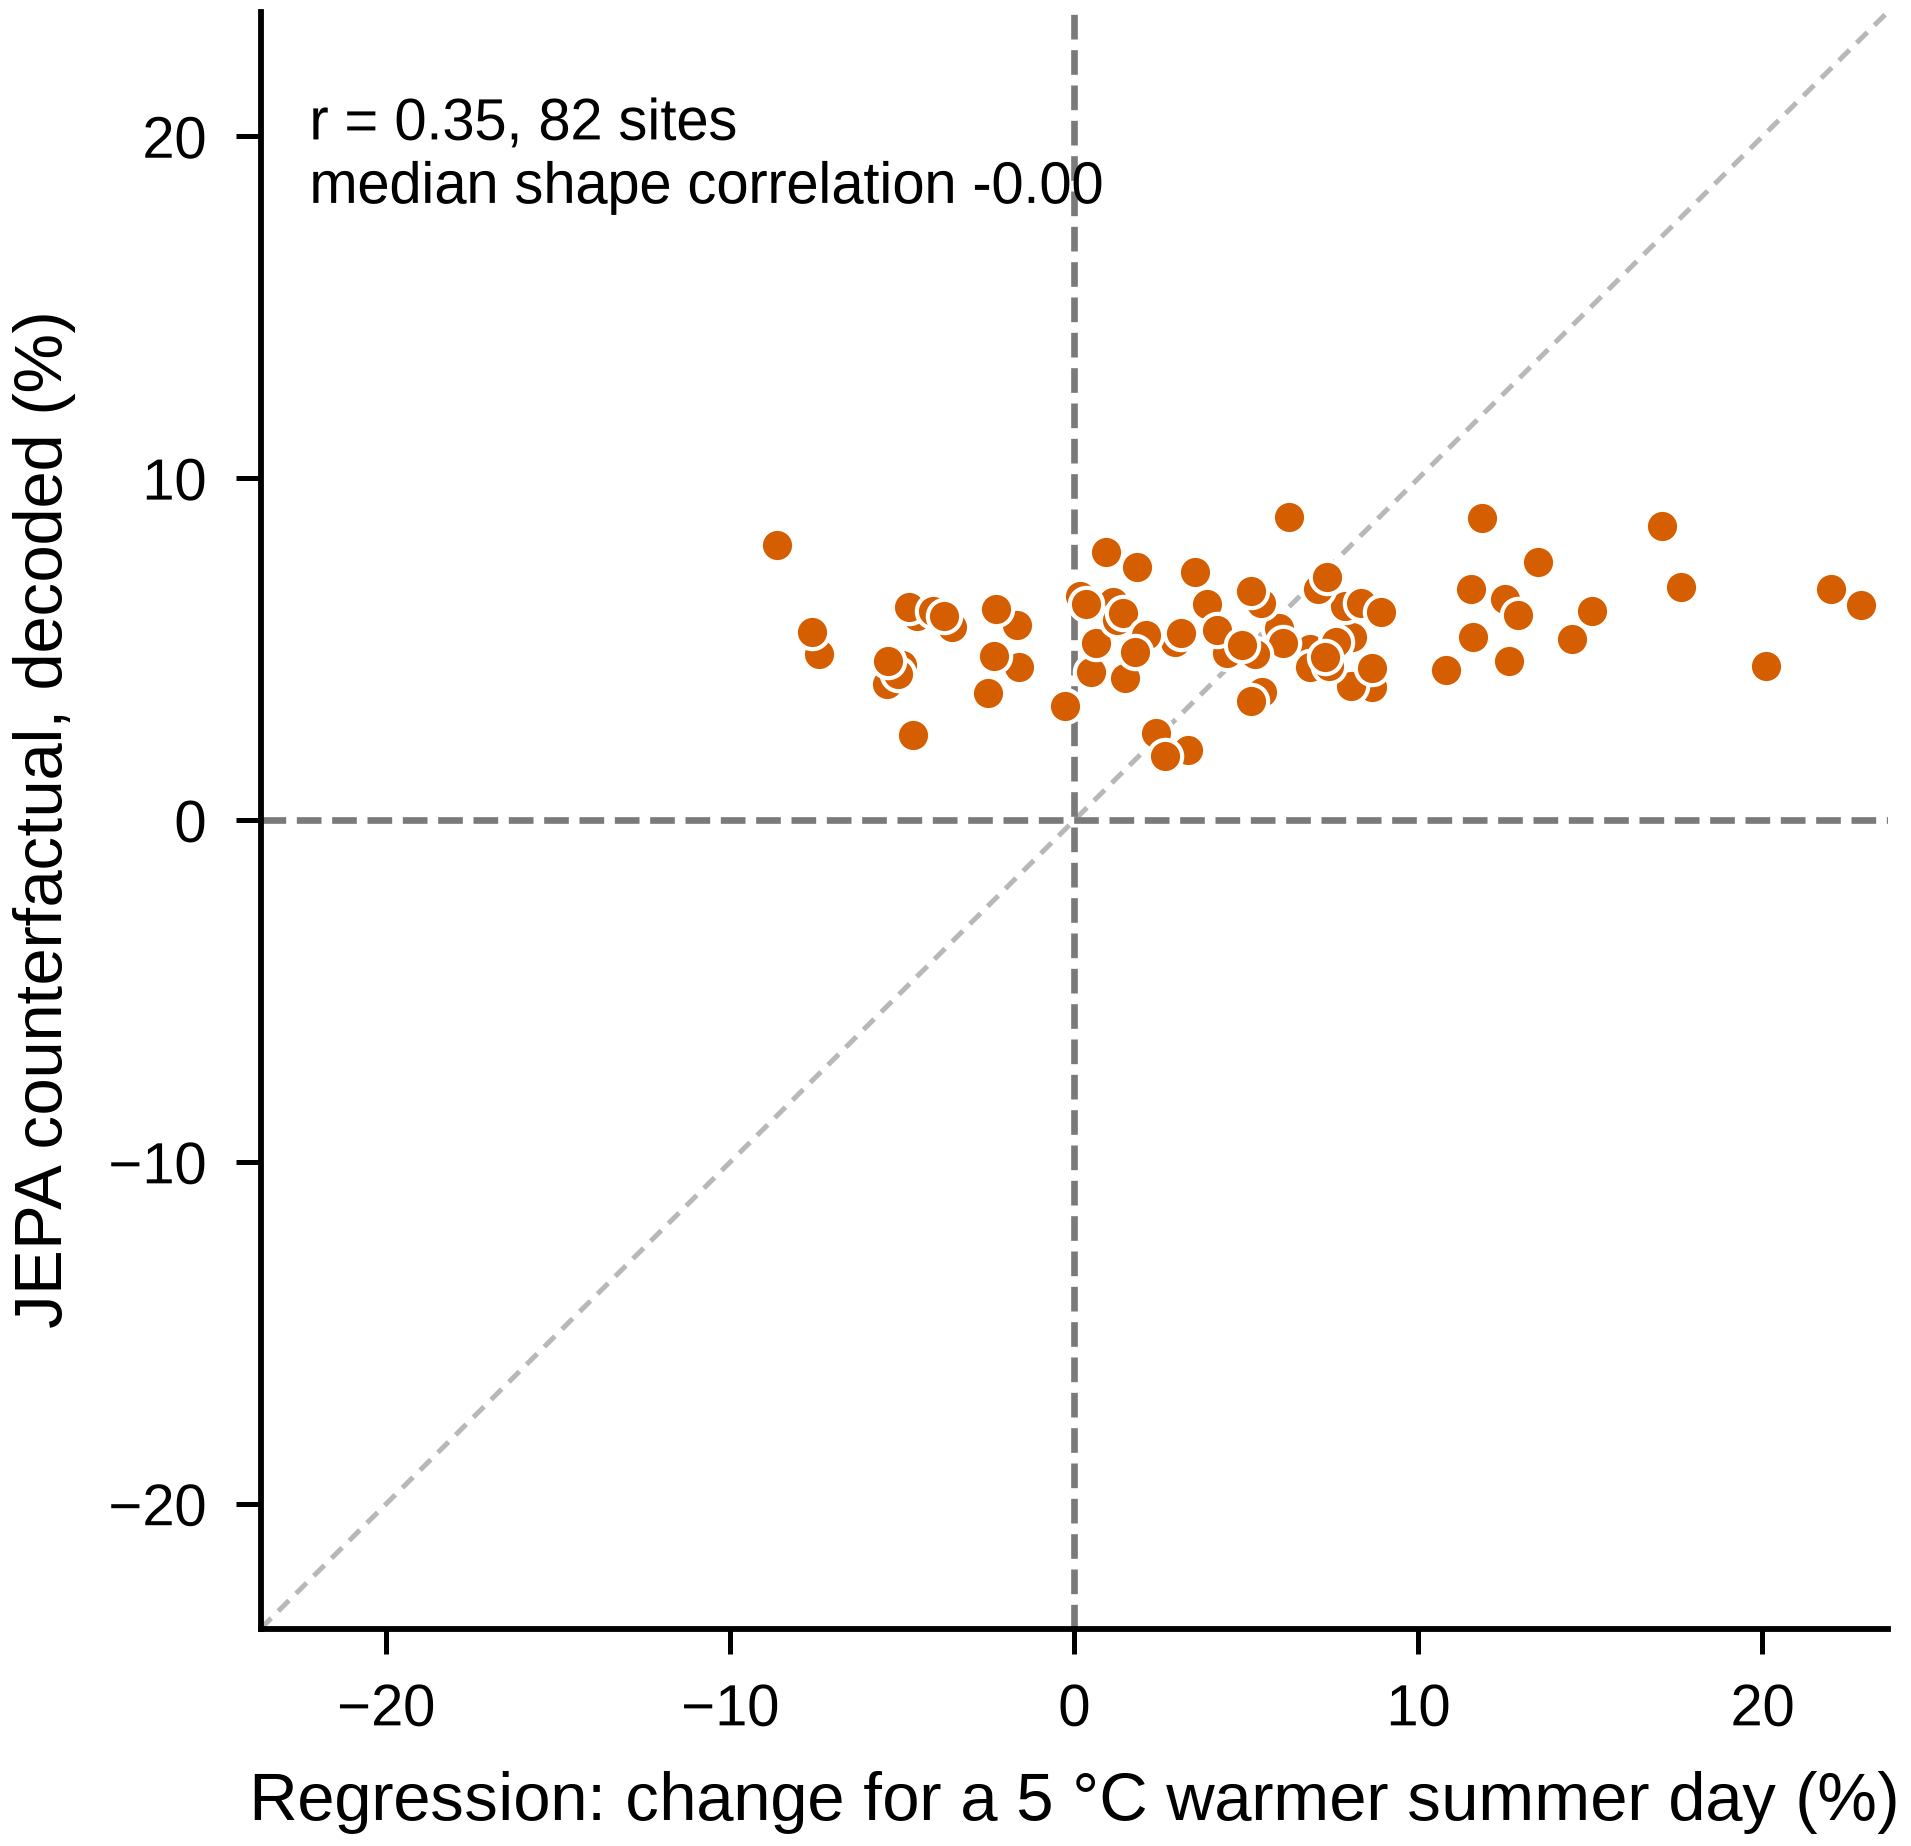 r = 0.35, 82 sites
median shape correlation -0.00
JEPA counterfactual, decoded (%)
20
10
0
−10
−20
−20
−10
0
10
20
Regression: change for a 5 °C warmer summer day (%)